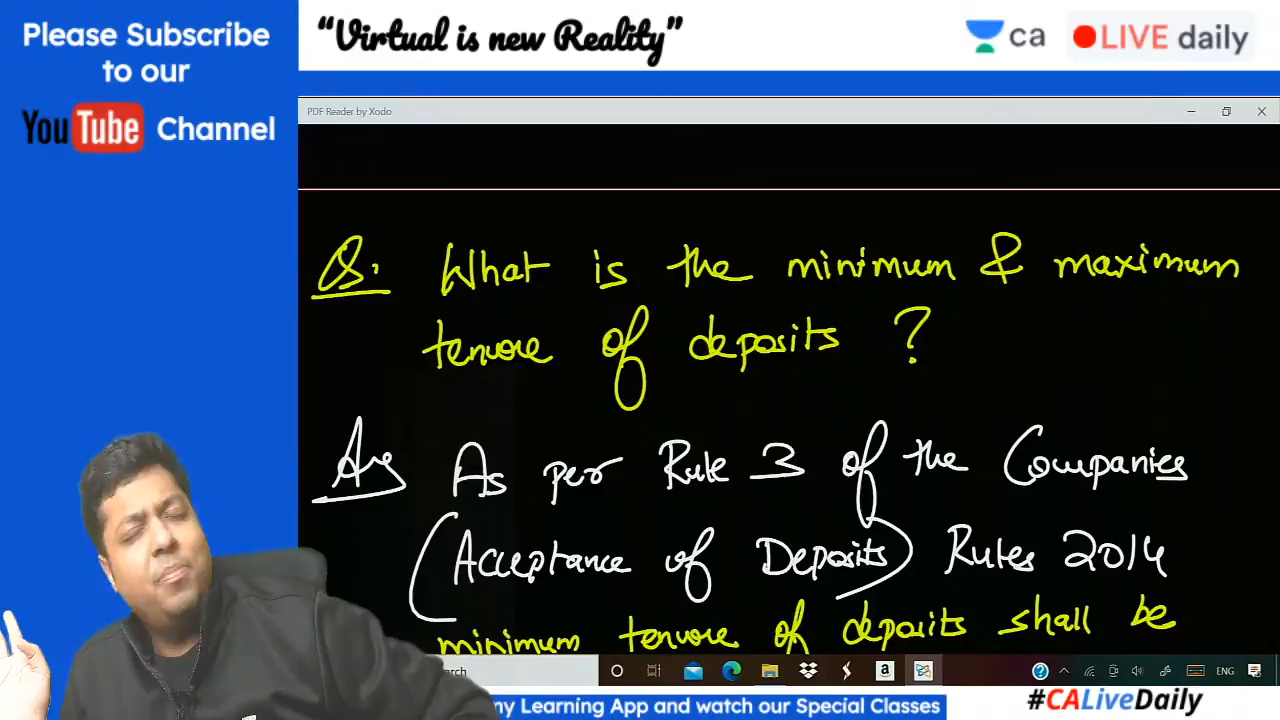 Please Subscribe
to our
YouTube Channel
“Virtual is new Reality”
ca
LIVE daily
PDF Reader by Xodo
Q. What is the minimum & maximum
tenure of deposits ?
Ans As per Rule 3 of the Companies
(Acceptance of Deposits) Rules 2014
minimum tenure of deposits shall be
ENG
my Learning App and watch our Special Classes
#CALiveDaily